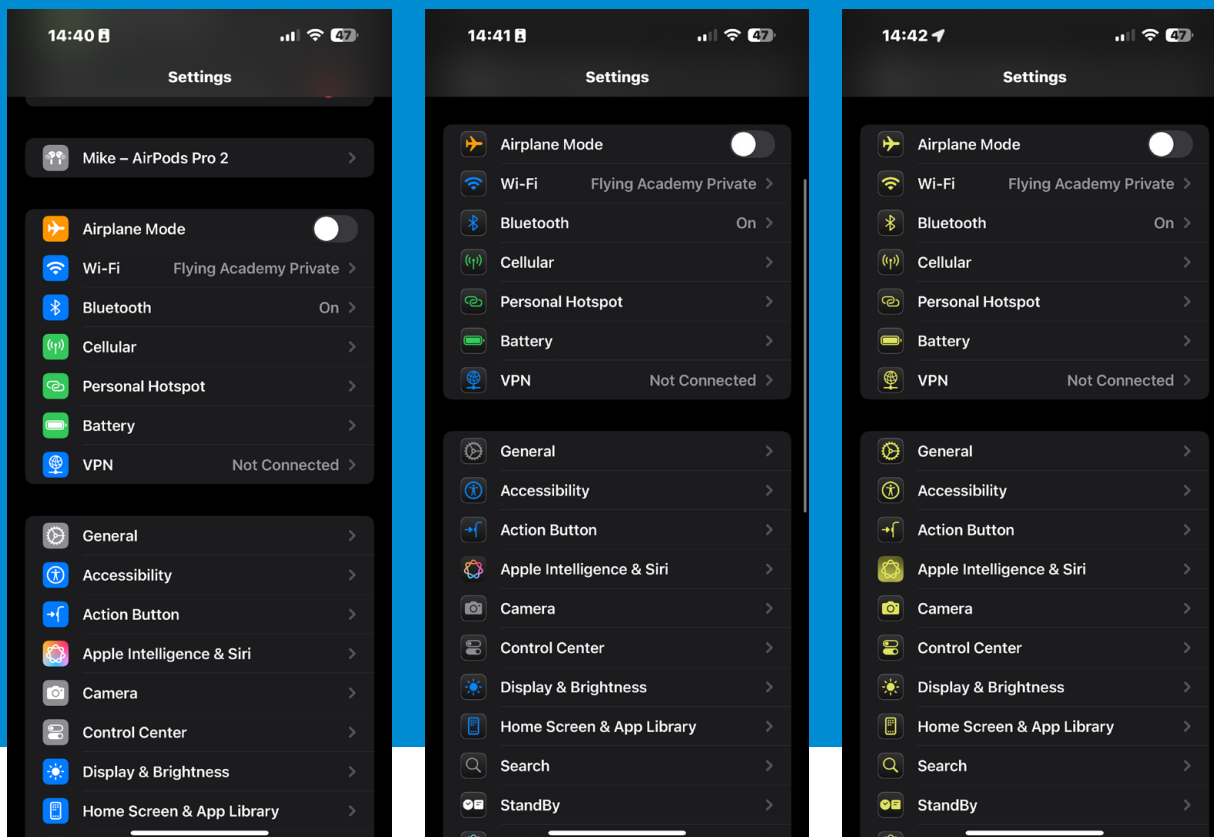 14:40
47
Settings
Mike – AirPods Pro 2
Airplane Mode
Wi-Fi Flying Academy Private
Bluetooth On
Cellular
Personal Hotspot
Battery
VPN Not Connected
General
Accessibility
Action Button
Apple Intelligence & Siri
Camera
Control Center
Display & Brightness
Home Screen & App Library
14:41
47
Settings
Airplane Mode
Wi-Fi Flying Academy Private
Bluetooth On
Cellular
Personal Hotspot
Battery
VPN Not Connected
General
Accessibility
Action Button
Apple Intelligence & Siri
Camera
Control Center
Display & Brightness
Home Screen & App Library
Search
StandBy
14:42
47
Settings
Airplane Mode
Wi-Fi Flying Academy Private
Bluetooth On
Cellular
Personal Hotspot
Battery
VPN Not Connected
General
Accessibility
Action Button
Apple Intelligence & Siri
Camera
Control Center
Display & Brightness
Home Screen & App Library
Search
StandBy